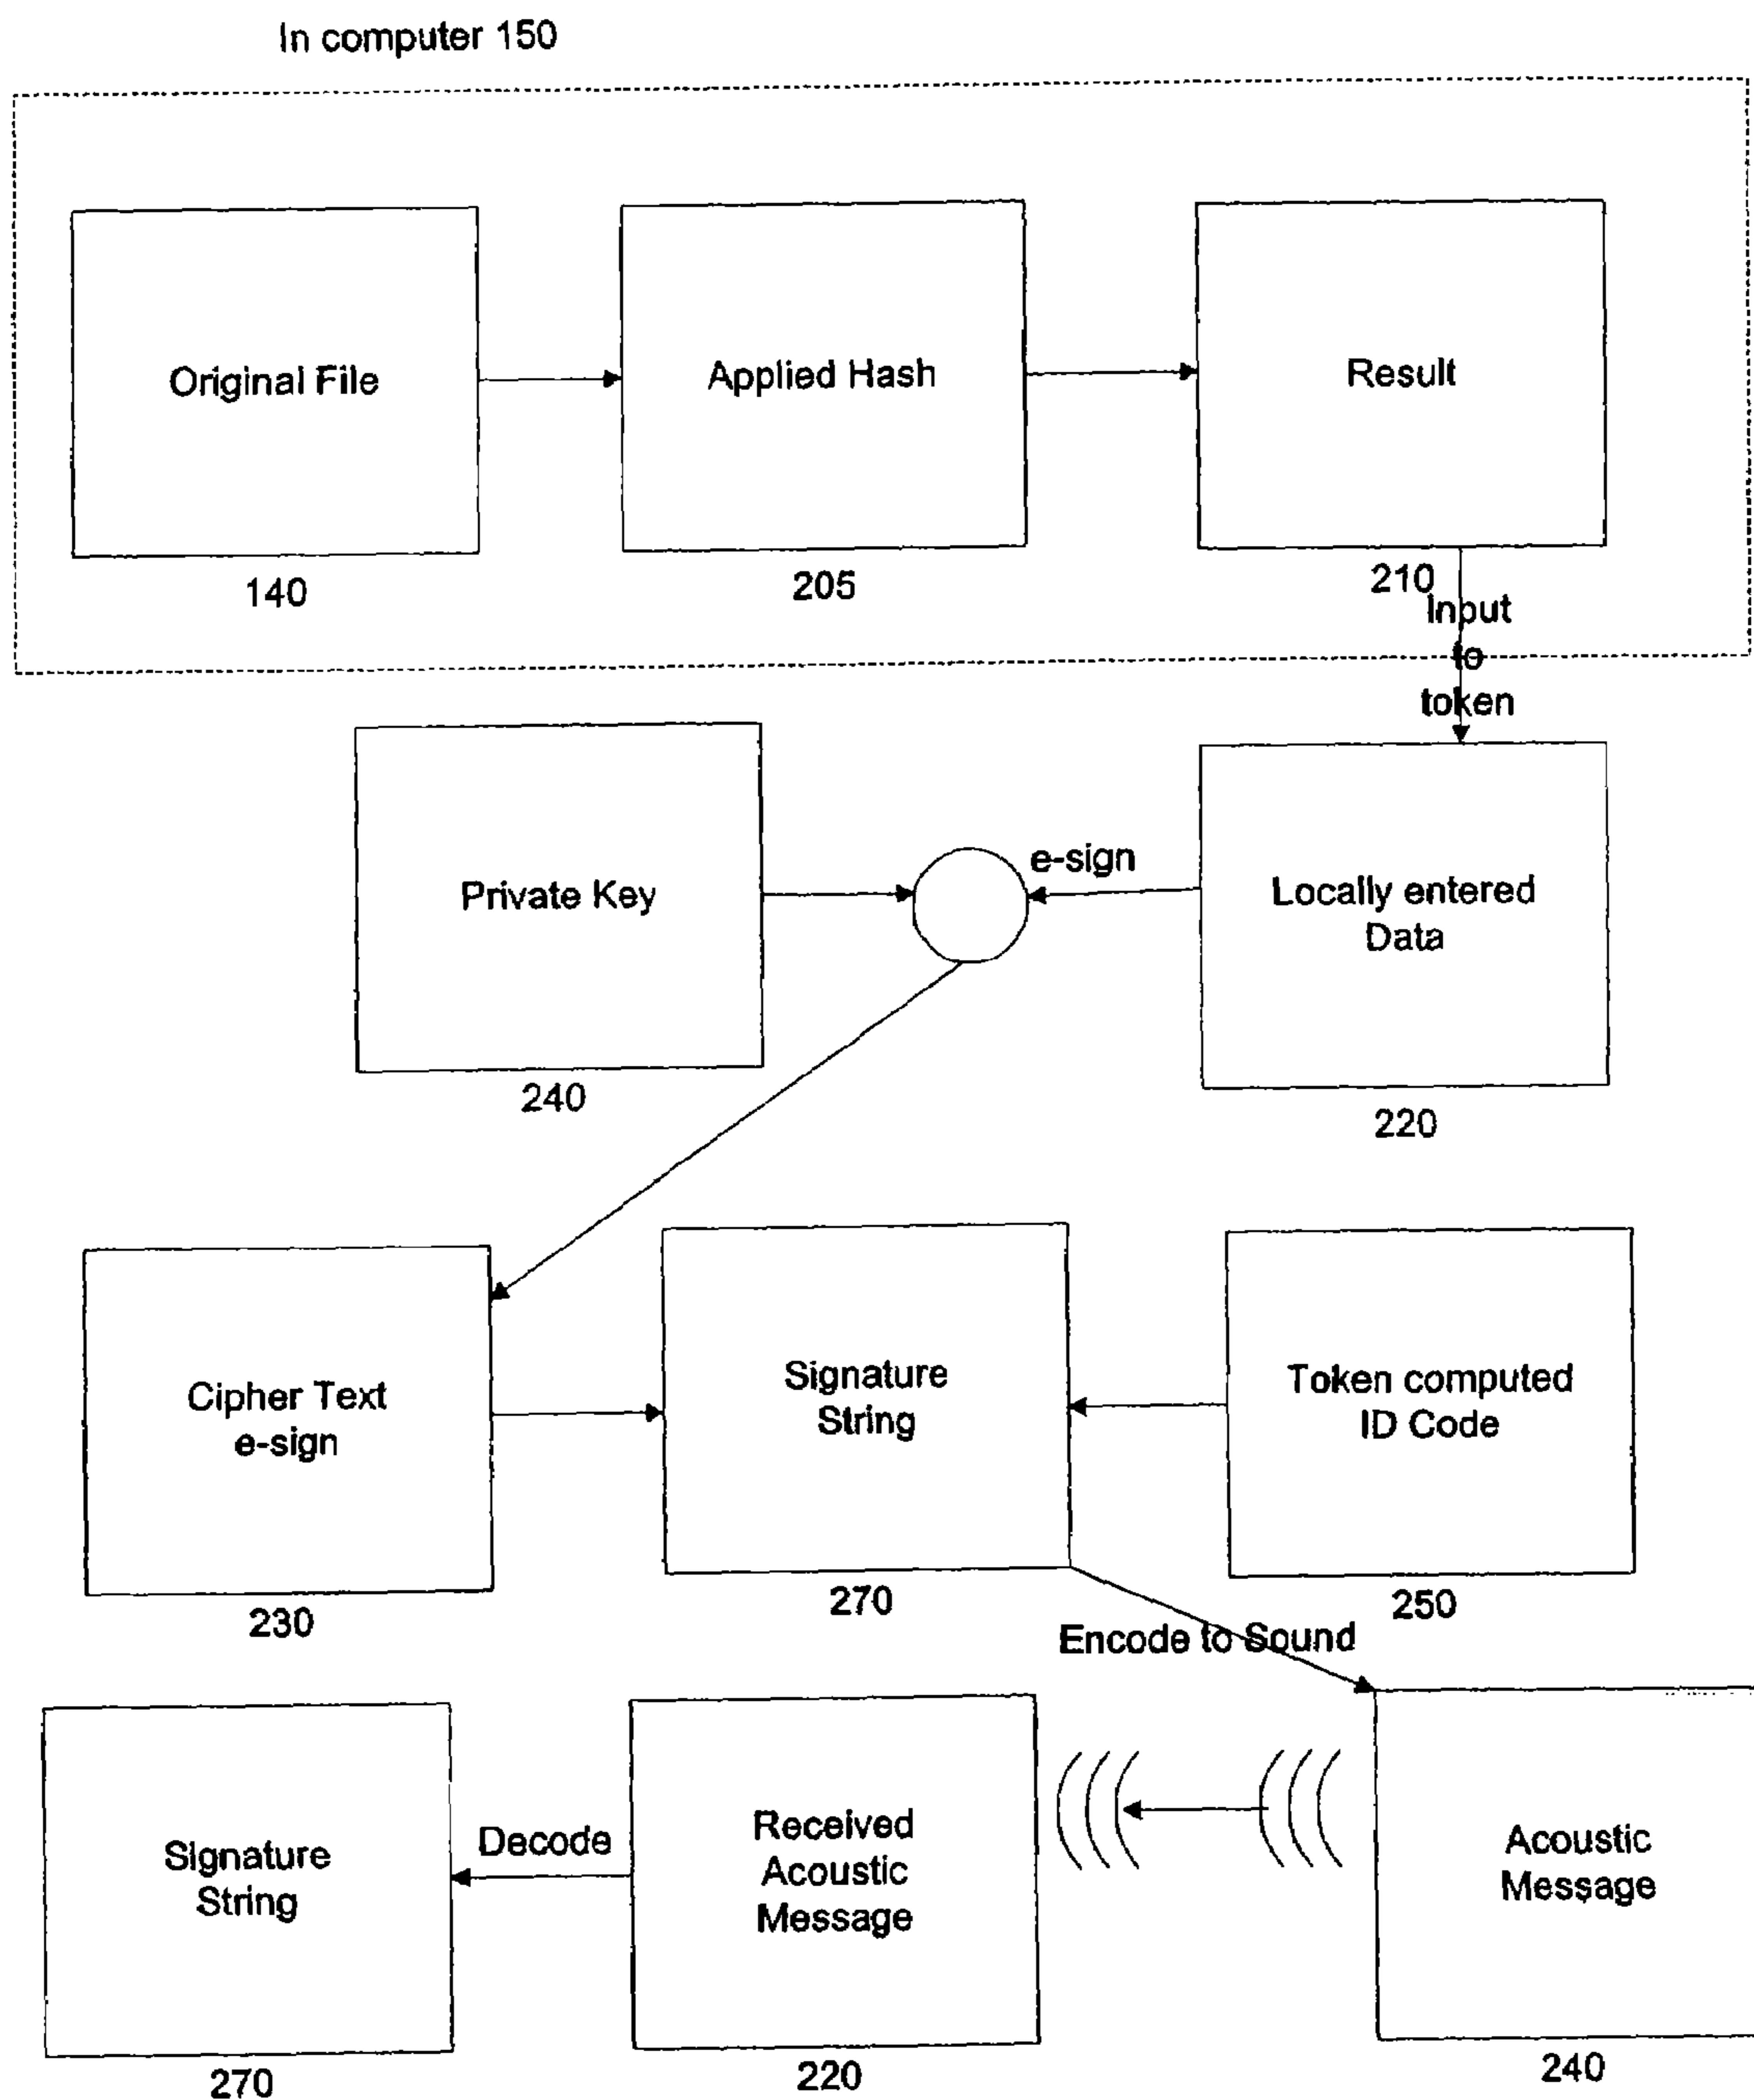 In computer 150
Original File
Applied Hash
Result
140
205
210
Input
to
token
Private Key
e-sign
Locally entered
Data
240
220
Cipher Text
e-sign
Signature
String
Token computed
ID Code
230
270
250
Encode to Sound
Signature
String
Decode
Received
Acoustic
Message
Acoustic
Message
270
220
240